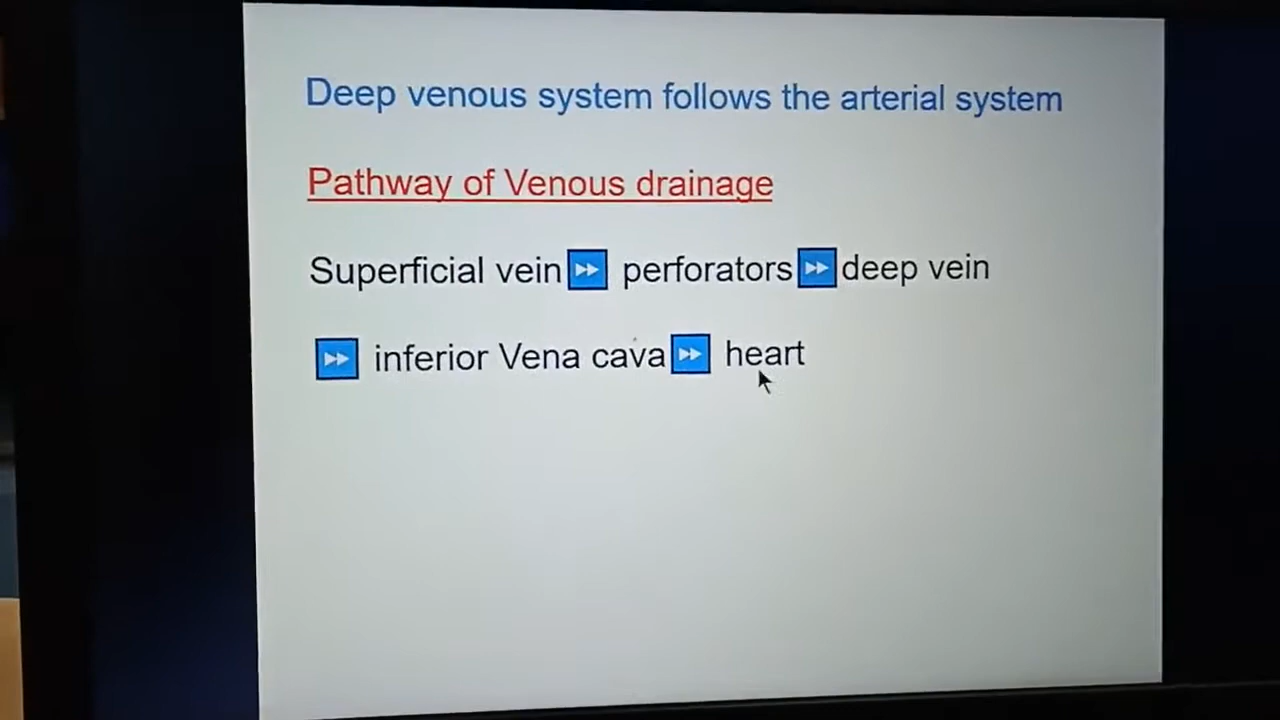 Deep venous system follows the arterial system
Pathway of Venous drainage
Superficial vein ⏩ perforators ⏩ deep vein
⏩ inferior Vena cava ⏩ heart